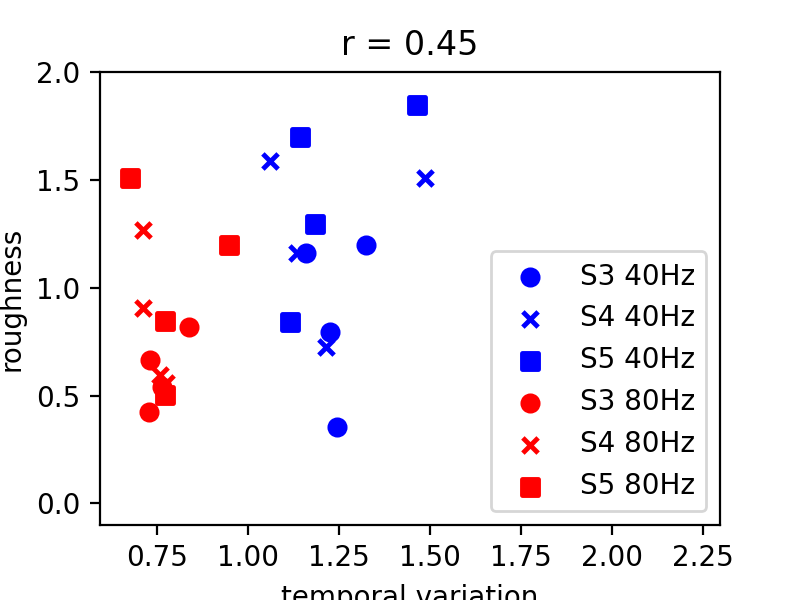 r = 0.45
2.0
1.5
1.0
0.5
0.0
roughness
S3 40Hz
S4 40Hz
S5 40Hz
S3 80Hz
S4 80Hz
S5 80Hz
0.75 1.00 1.25 1.50 1.75 2.00 2.25
temporal variation